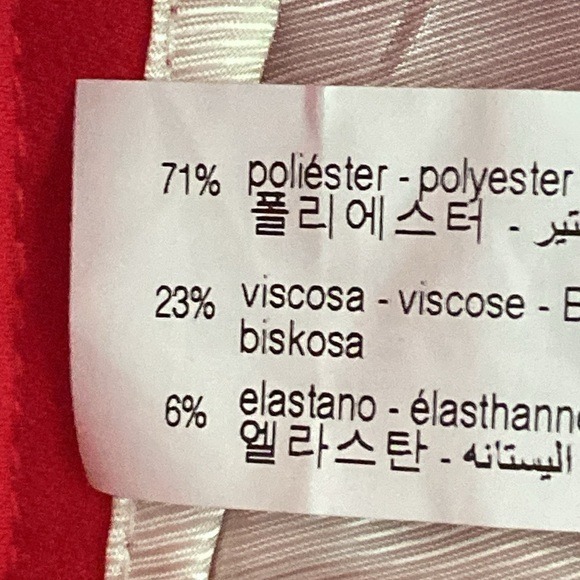 71% poliéster - polyester
폴리에스터 -
23% viscosa - viscose -
biskosa
6% elastano - élasthanne
엘라스탄 - اليستانه